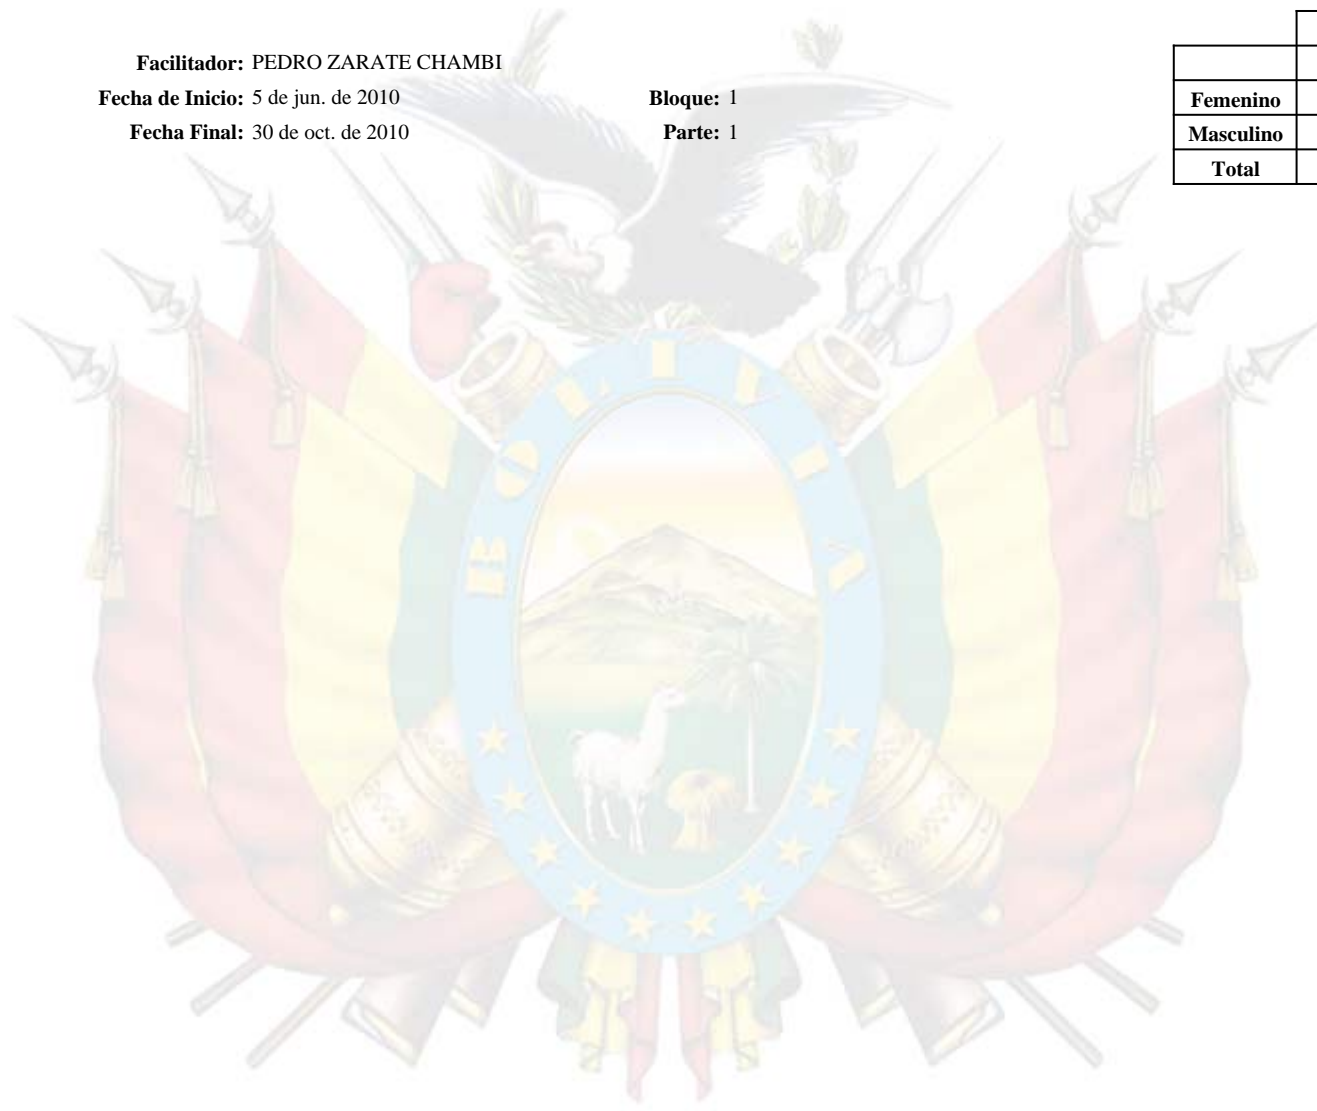 Facilitador: PEDRO ZARATE CHAMBI
Fecha de Inicio: 5 de jun. de 2010 Bloque: 1
Fecha Final: 30 de oct. de 2010 Parte: 1
Femenino
Masculino
Total
BOLIVIA